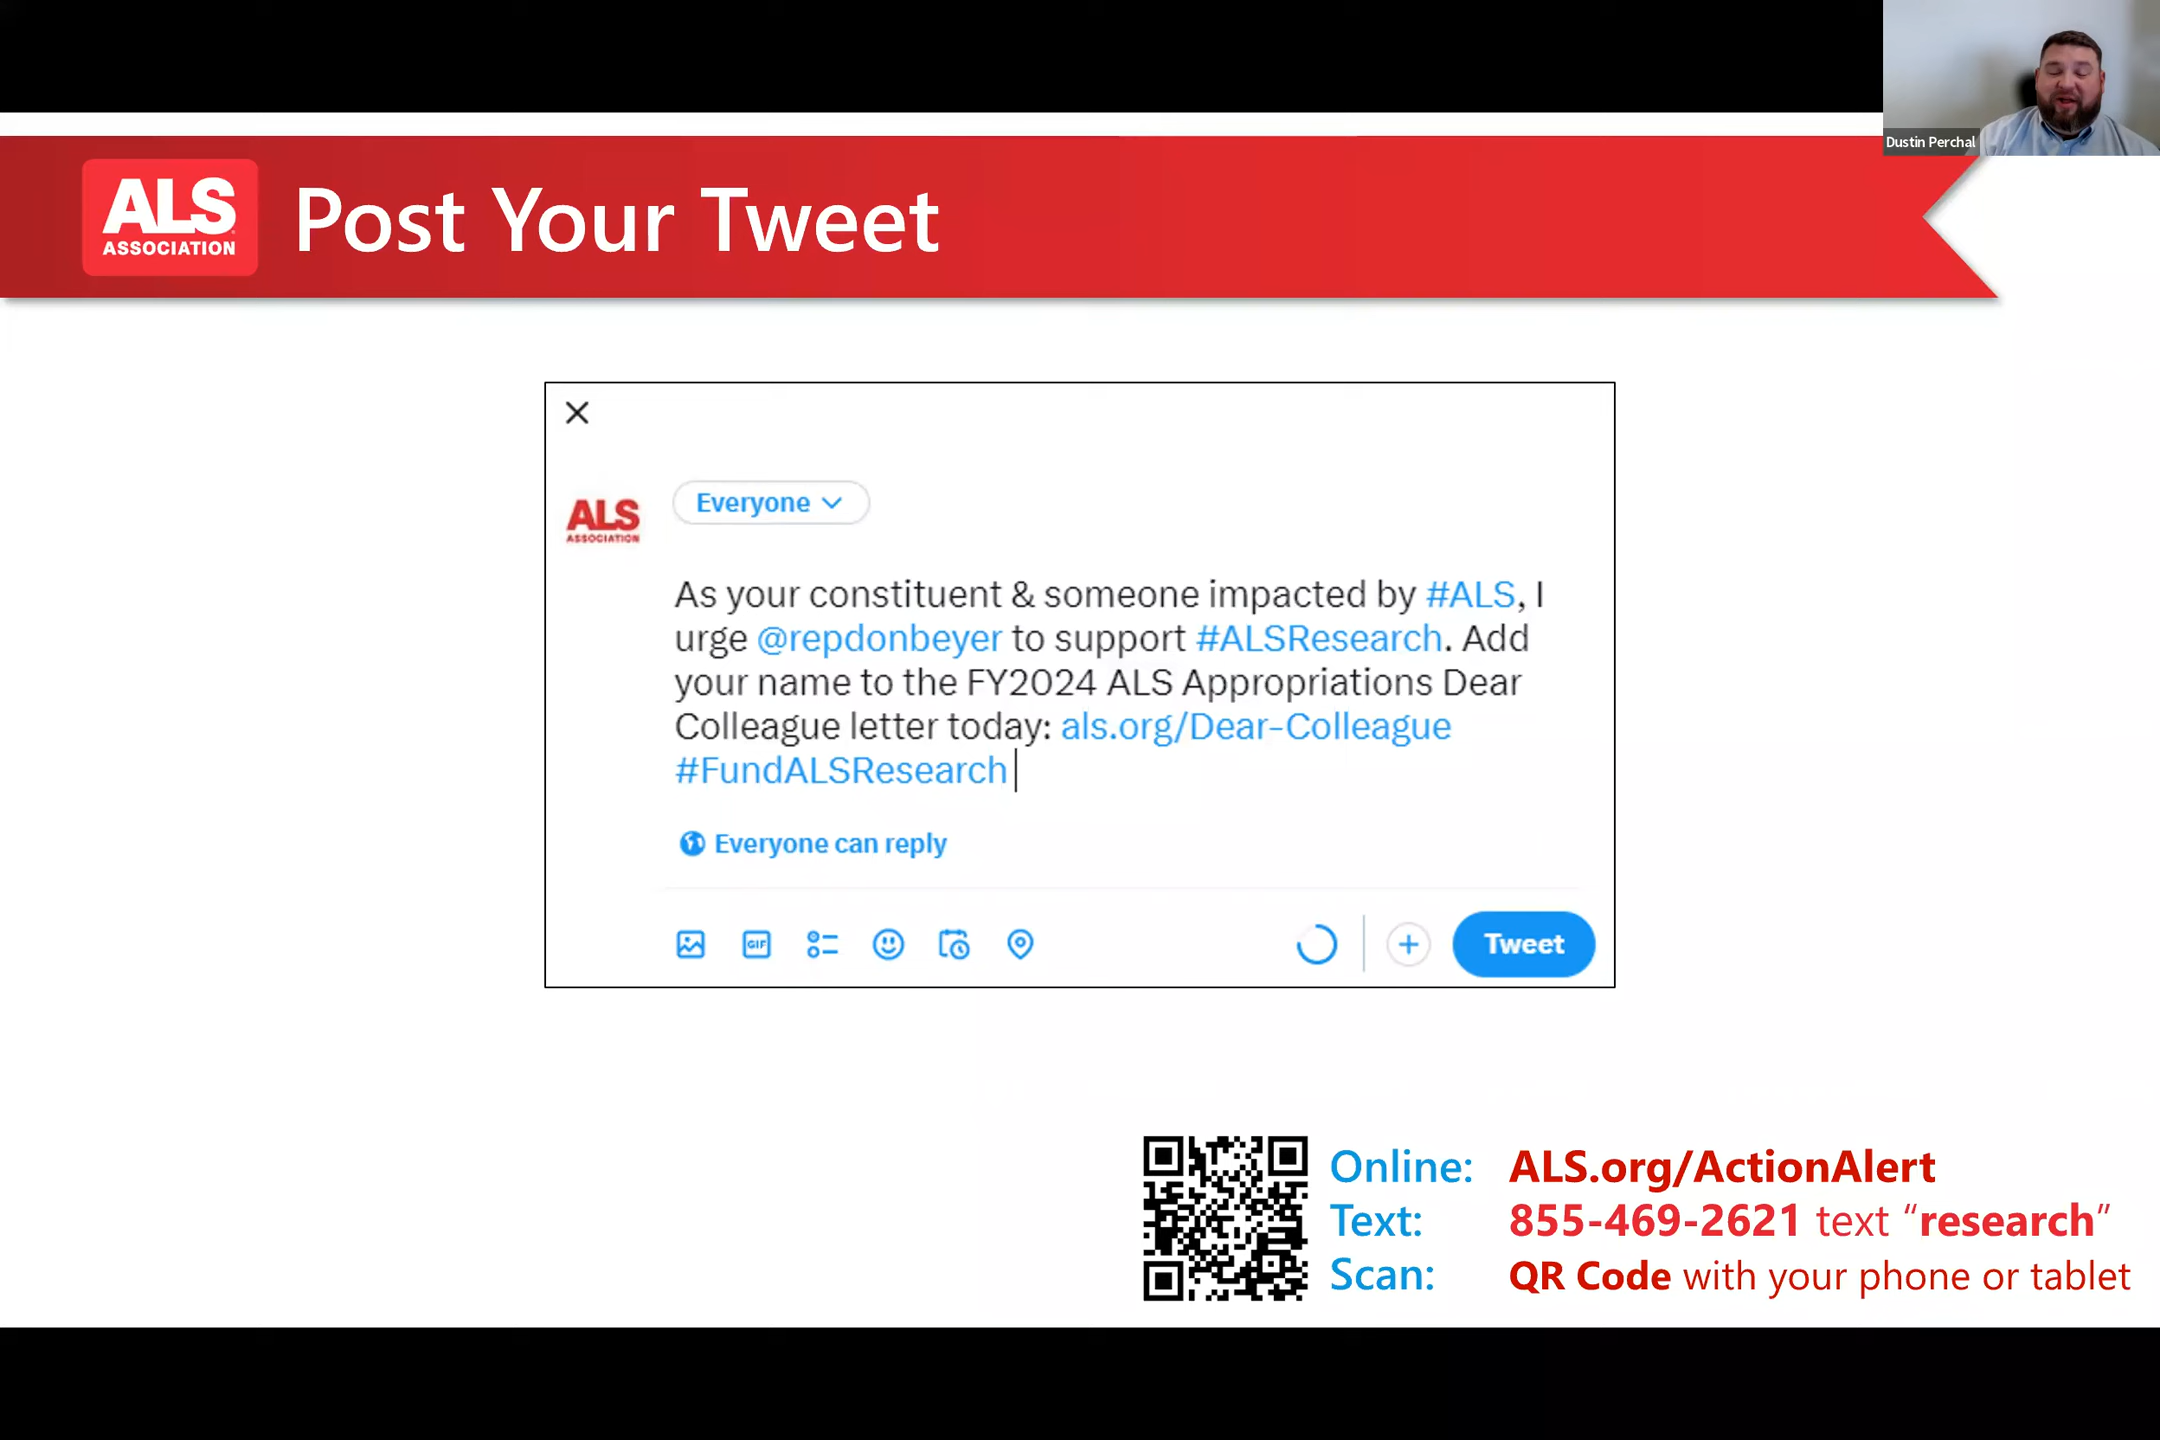 Dustin Perchal
ALS
ASSOCIATION
Post Your Tweet
Everyone
ALS
ASSOCIATION
As your constituent & someone impacted by #ALS, I
urge @repdonbeyer to support #ALSResearch. Add
your name to the FY2024 ALS Appropriations Dear
Colleague letter today: als.org/Dear-Colleague
#FundALSResearch
Everyone can reply
GIF
Tweet
Online: ALS.org/ActionAlert
Text: 855-469-2621 text “research”
Scan: QR Code with your phone or tablet